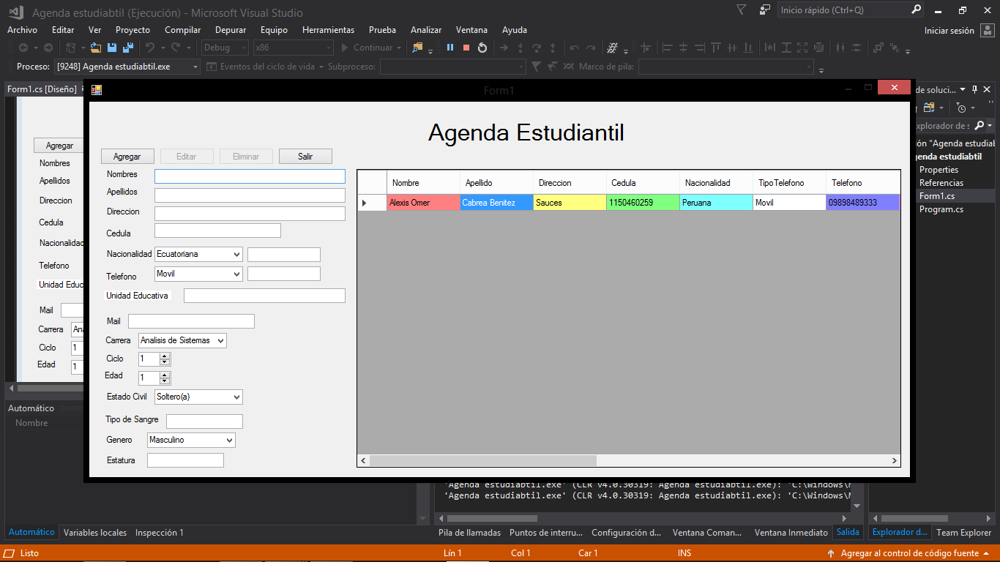 Agenda estudiabtil (Ejecución) - Microsoft Visual Studio
Inicio rápido (Ctrl+Q)
Archivo Editar Ver Proyecto Compilar Depurar Equipo Herramientas Prueba Analizar Ventana Ayuda
Iniciar sesión
Debug x86 Continuar
Proceso: [9248] Agenda estudiabtil.exe Eventos del ciclo de vida Subproceso: Marco de pila:
Form1.cs [Diseño]
Form1
de soluci...
Agregar
Nombres
Apellidos
Direccion
Cedula
Nacionalidad
Telefono
Unidad Educ
Mail
Carrera Ana
Ciclo 1
Edad 1
Agenda Estudiantil
Agregar Editar Eliminar Salir
Nombres
Apellidos
Direccion
Cedula
Nacionalidad Ecuatoriana
Telefono Movil
Unidad Educativa
Mail
Carrera Analisis de Sistemas
Ciclo 1
Edad 1
Estado Civil Soltero(a)
Tipo de Sangre
Genero Masculino
Estatura
Nombre Apellido Direccion Cedula Nacionalidad TipoTelefono Telefono
Alexis Omer Cabrea Benitez Sauces 1150460259 Peruana Movil 09898489333
xplorador de s
ón "Agenda estudiab
genda estudiabtil
Properties
Referencias
Form1.cs
Program.cs
Automático
Nombre
'Agenda estudiabtil.exe' (CLR v4.0.30319: Agenda estudiabtil.exe): 'C:\Windows\M
'Agenda estudiabtil.exe' (CLR v4.0.30319: Agenda estudiabtil.exe): 'C:\Windows\M
Automático Variables locales Inspección 1
Pila de llamadas Puntos de interru... Configuración d... Ventana Coman... Ventana Inmediato Salida
Explorador d... Team Explorer
Listo Lín 1 Col 1 Car 1 INS Agregar al control de código fuente